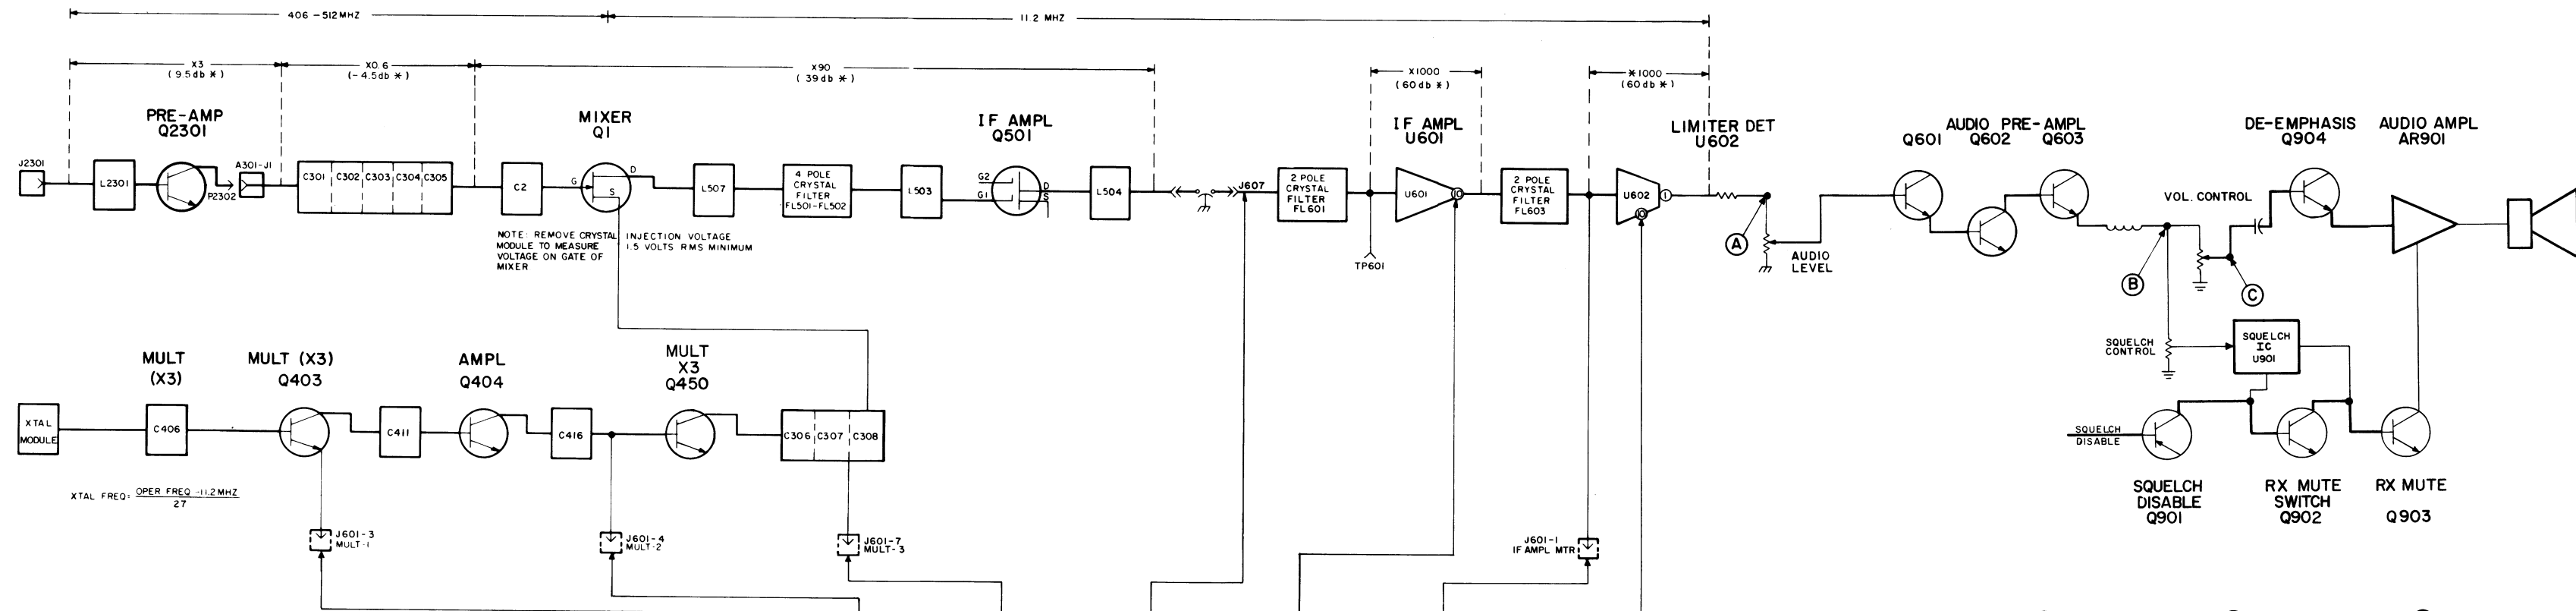 406 - 512 MHZ
11.2 MHZ
X3
(9.5db *)
X0.6
(-4.5db *)
X90
(39db *)
X1000
(60db *)
*1000
(60db *)
PRE-AMP
Q2301
MIXER
Q1
IF AMPL
Q501
IF AMPL
U601
LIMITER DET
U602
AUDIO PRE-AMPL
Q601
Q602
Q603
DE-EMPHASIS
Q904
AUDIO AMPL
AR901
J2301
L2301
P2302
A301-J1
C301
C302
C303
C304
C305
C2
G
D
S
L507
4 POLE
CRYSTAL
FILTER
FL501-FL502
L503
G2
G1
D
S
L504
J607
2 POLE
CRYSTAL
FILTER
FL601
TP601
U601
10
2 POLE
CRYSTAL
FILTER
FL603
U602
1
10
A
AUDIO
LEVEL
B
VOL. CONTROL
C
NOTE: REMOVE CRYSTAL
MODULE TO MEASURE
VOLTAGE ON GATE OF
MIXER
INJECTION VOLTAGE
1.5 VOLTS RMS MINIMUM
SQUELCH
CONTROL
SQUELCH
IC
U901
MULT
(X3)
MULT (X3)
Q403
AMPL
Q404
MULT
X3
Q450
XTAL
MODULE
C406
C411
C416
C306
C307
C308
SQUELCH
DISABLE
XTAL FREQ=
OPER FREQ -11.2 MHZ
27
SQUELCH
DISABLE
Q901
RX MUTE
SWITCH
Q902
RX MUTE
Q903
J601-3
MULT-1
J601-4
MULT-2
J601-7
MULT-3
J601-1
IF AMPL MTR